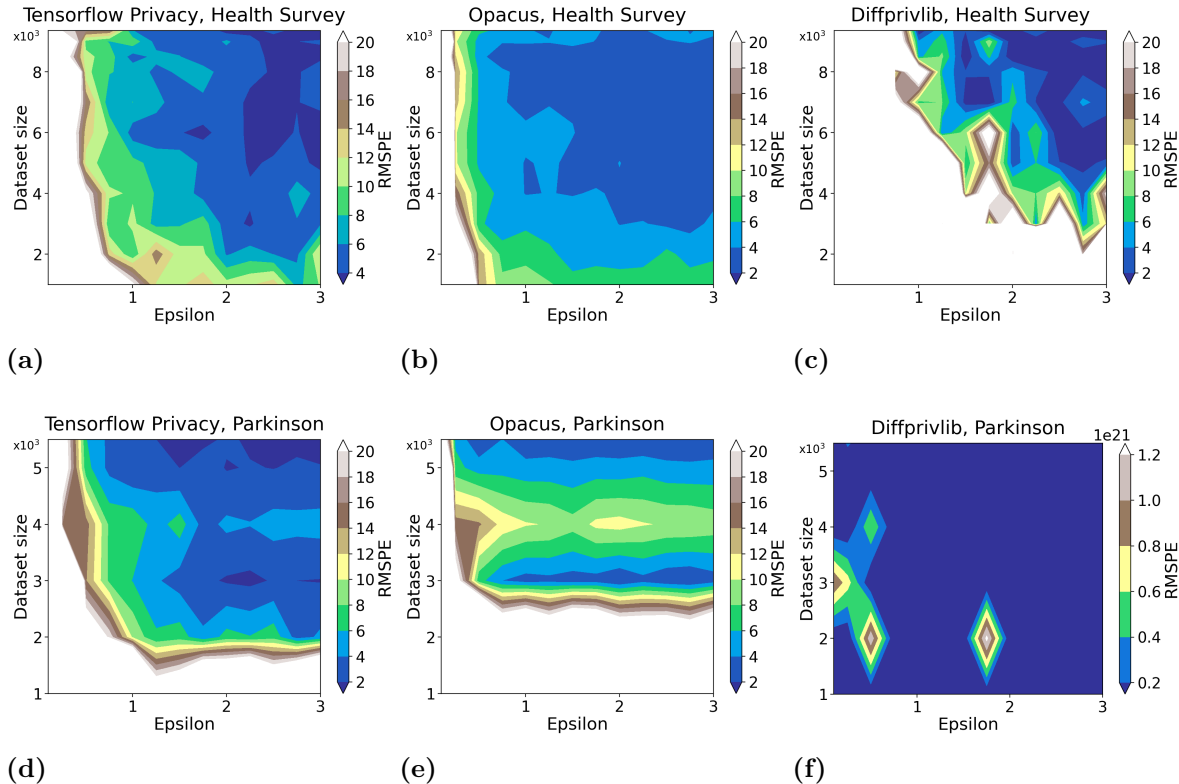 Tensorflow Privacy, Health Survey
x10³
8
6
4
2
Dataset size
1
2
3
Epsilon
20
18
16
14
12
10
8
6
4
RMSPE
(a)
Opacus, Health Survey
x10³
8
6
4
2
Dataset size
1
2
3
Epsilon
20
18
16
14
12
10
8
6
4
2
RMSPE
(b)
Diffprivlib, Health Survey
x10³
8
6
4
2
Dataset size
1
2
3
Epsilon
20
18
16
14
12
10
8
6
4
2
RMSPE
(c)
Tensorflow Privacy, Parkinson
x10³
5
4
3
2
1
Dataset size
1
2
3
Epsilon
20
18
16
14
12
10
8
6
4
2
RMSPE
(d)
Opacus, Parkinson
x10³
5
4
3
2
1
Dataset size
1
2
3
Epsilon
20
18
16
14
12
10
8
6
4
2
RMSPE
(e)
Diffprivlib, Parkinson
x10³
5
4
3
2
1
Dataset size
1
2
3
Epsilon
1e21
1.2
1.0
0.8
0.6
0.4
0.2
RMSPE
(f)